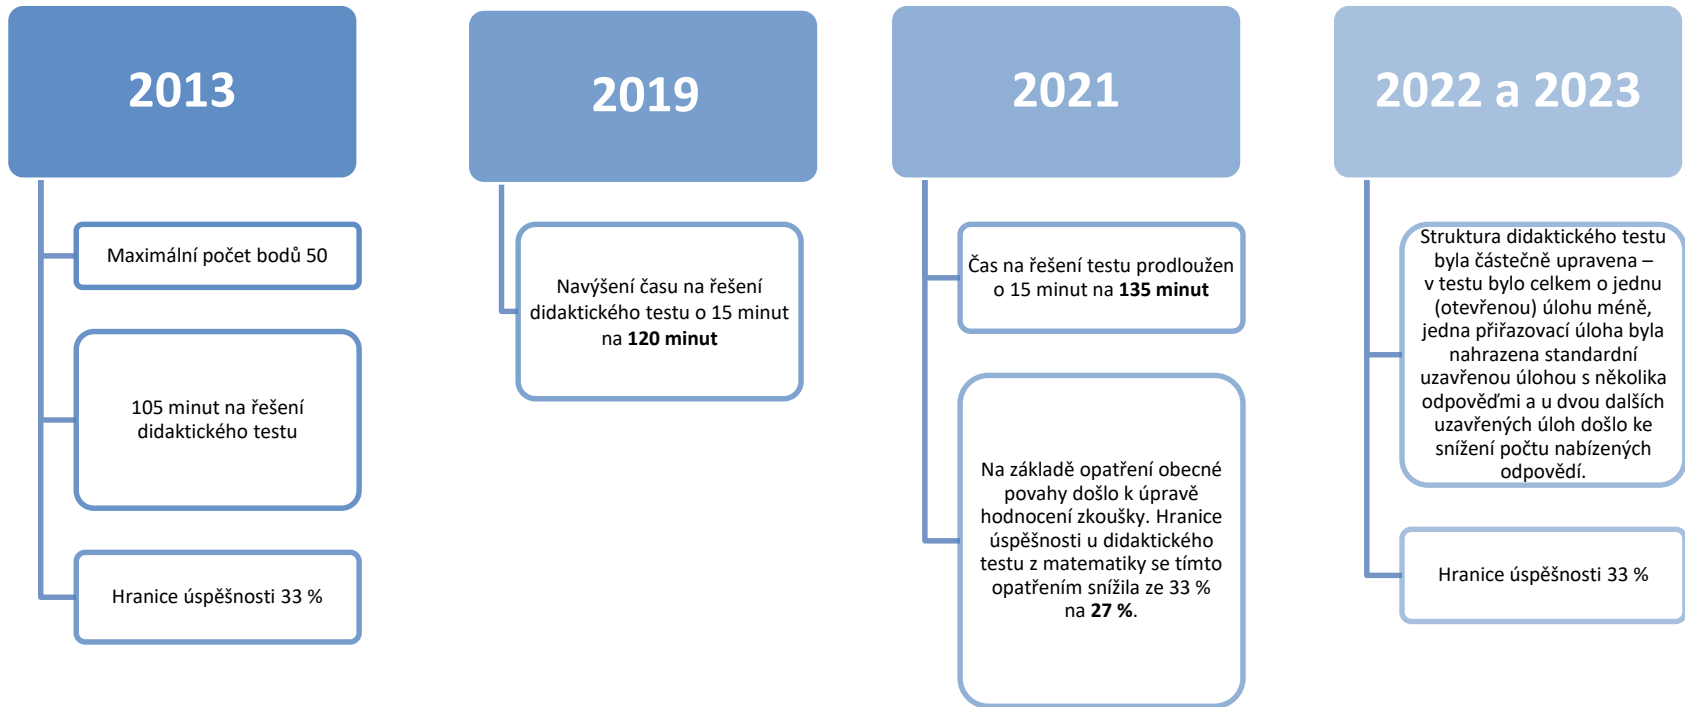 2013
Maximální počet bodů 50
105 minut na řešení
didaktického testu
Hranice úspěšnosti 33 %
2019
Navýšení času na řešení
didaktického testu o 15 minut
na 120 minut
2021
Čas na řešení testu prodloužen
o 15 minut na 135 minut
Na základě opatření obecné
povahy došlo k úpravě
hodnocení zkoušky. Hranice
úspěšnosti u didaktického
testu z matematiky se tímto
opatřením snížila ze 33 %
na 27 %.
2022 a 2023
Struktura didaktického testu
byla částečně upravena –
v testu bylo celkem o jednu
(otevřenou) úlohu méně,
jedna přiřazovací úloha byla
nahrazena standardní
uzavřenou úlohou s několika
odpověďmi a u dvou dalších
uzavřených úloh došlo ke
snížení počtu nabízených
odpovědí.
Hranice úspěšnosti 33 %